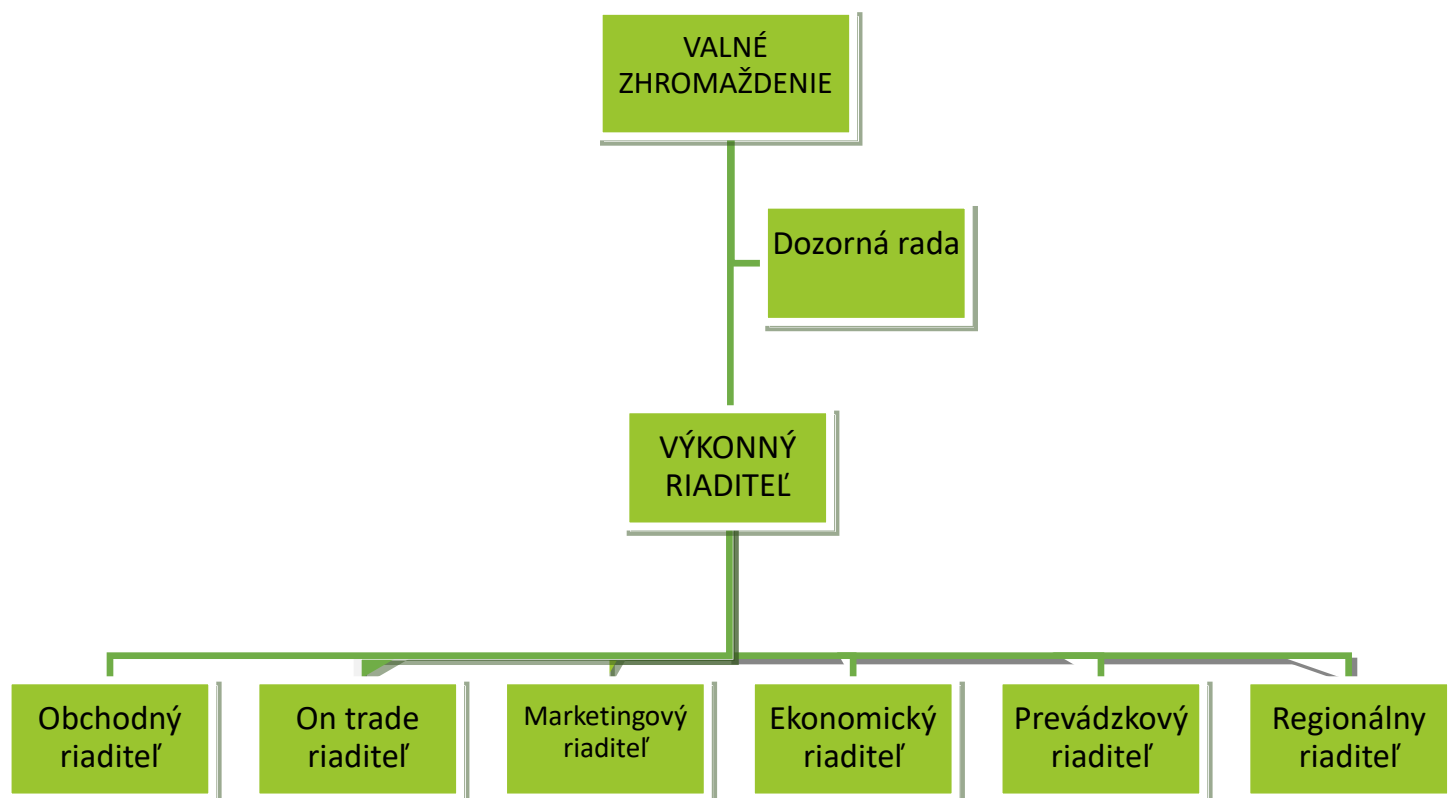 VALNÉ
ZHROMAŽDENIE
Dozorná rada
VÝKONNÝ
RIADITEĽ
Obchodný
riaditeľ
On trade
riaditeľ
Marketingový
riaditeľ
Ekonomický
riaditeľ
Prevádzkový
riaditeľ
Regionálny
riaditeľ